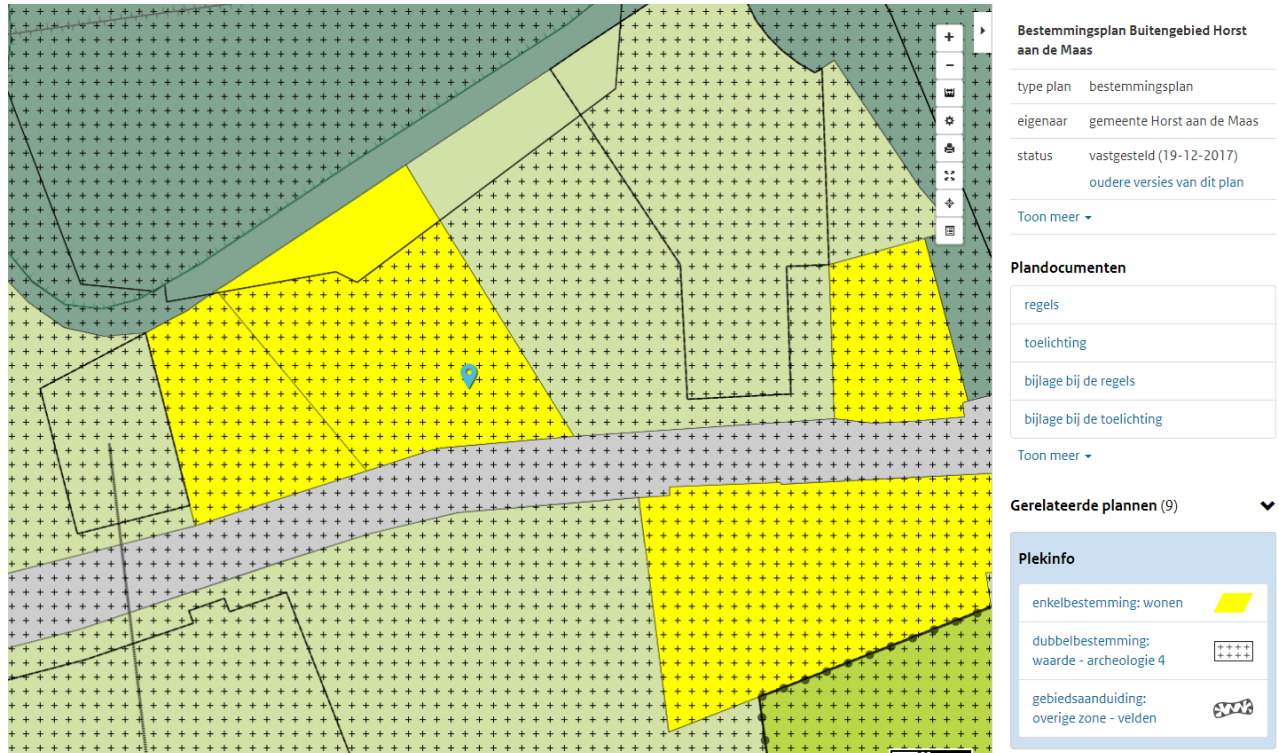 Bestemmingsplan Buitengebied Horst
aan de Maas
type plan bestemmingsplan
eigenaar gemeente Horst aan de Maas
status vastgesteld (19-12-2017)
oudere versies van dit plan
Toon meer
Plandocumenten
regels
toelichting
bijlage bij de regels
bijlage bij de toelichting
Toon meer
Gerelateerde plannen (9)
Plekinfo
enkelbestemming: wonen
dubbelbestemming:
waarde - archeologie 4
gebiedsaanduiding:
overige zone - velden